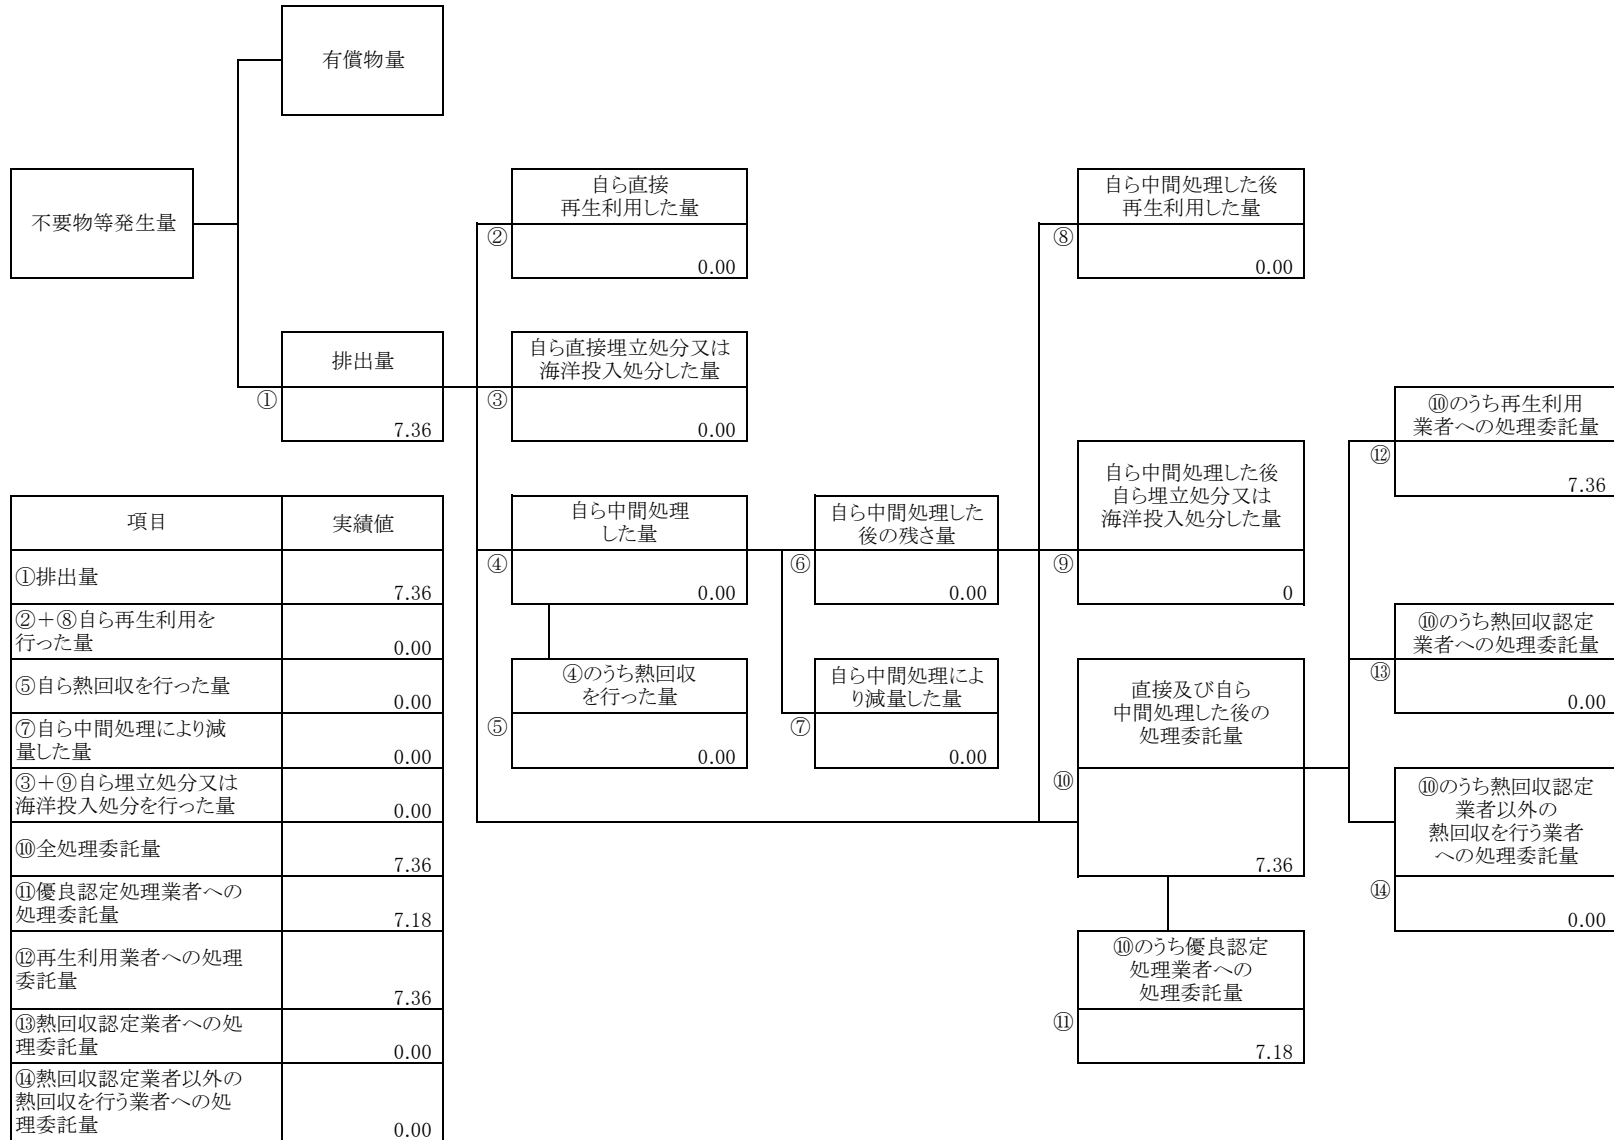 有償物量
不要物等発生量
自ら直接
再生利用した量
②
0.00
自ら中間処理した後
再生利用した量
⑧
0.00
排出量
①
7.36
自ら直接埋立処分又は
海洋投入処分した量
③
0.00
⑩のうち再生利用
業者への処理委託量
⑫
7.36
自ら中間処理
した量
④
0.00
自ら中間処理した
後の残さ量
⑥
0.00
自ら中間処理した後
自ら埋立処分又は
海洋投入処分した量
⑨
0
⑩のうち熱回収認定
業者への処理委託量
⑬
0.00
④のうち熱回収
を行った量
⑤
0.00
自ら中間処理によ
り減量した量
⑦
0.00
直接及び自ら
中間処理した後の
処理委託量
⑩
7.36
⑩のうち熱回収認定
業者以外の
熱回収を行う業者
への処理委託量
⑭
0.00
⑩のうち優良認定
処理業者への
処理委託量
⑪
7.18
項目 実績値
①排出量
7.36
②+⑧自ら再生利用を
行った量
0.00
⑤自ら熱回収を行った量
0.00
⑦自ら中間処理により減
量した量
0.00
③+⑨自ら埋立処分又は
海洋投入処分を行った量
0.00
⑩全処理委託量
7.36
⑪優良認定処理業者への
処理委託量
7.18
⑫再生利用業者への処理
委託量
7.36
⑬熱回収認定業者への処
理委託量
0.00
⑭熱回収認定業者以外の
熱回収を行う業者への処
理委託量
0.00